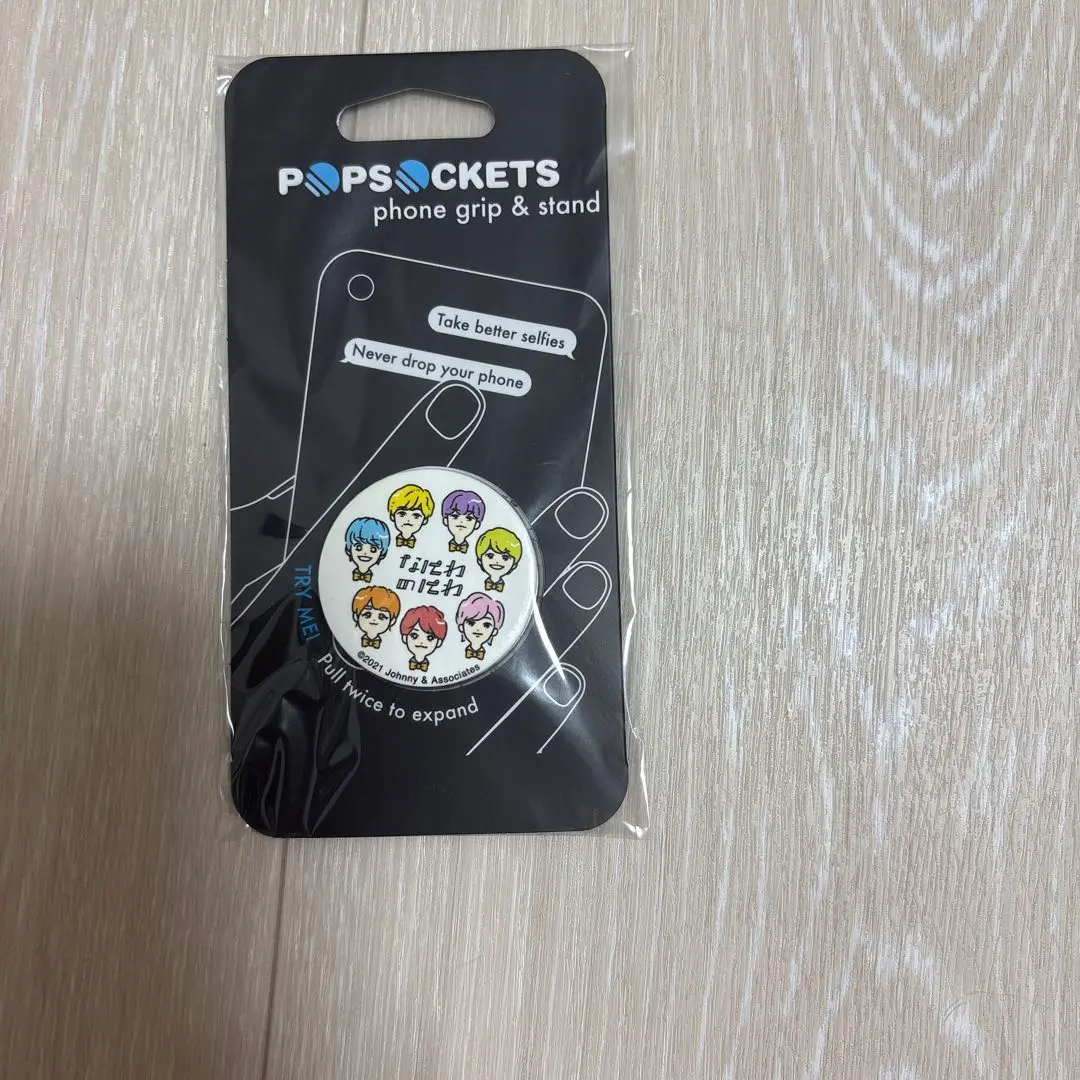 POPSOCKETS
phone grip & stand
Take better selfies
Never drop your phone
なにわ
のにわ
©2021 Johnny & Associates
TRY ME!
Pull twice to expand